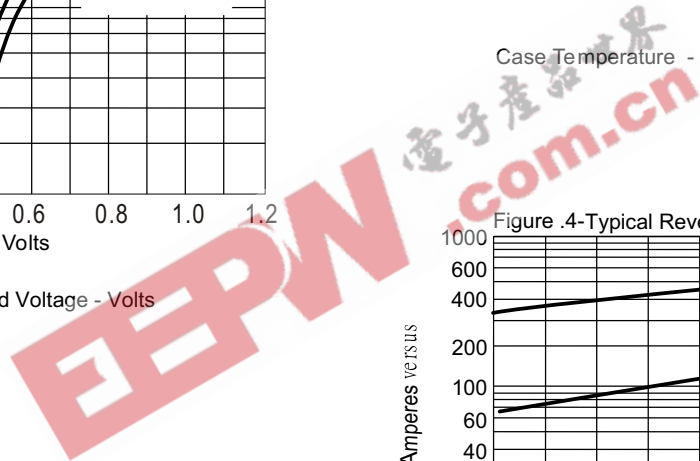 0.6 0.8 1.0 1.2
Volts
d Voltage - Volts
Case Temperature -
電子產品世界
EEPW.com.cn
Figure .4-Typical Reve
1000
600
400
200
100
60
40
Amperes versus